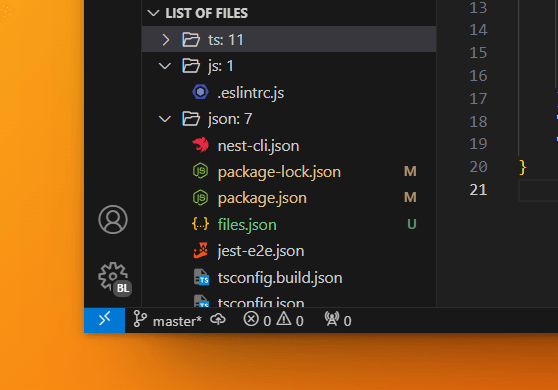 LIST OF FILES
ts: 11
js: 1
.eslintrc.js
json: 7
nest-cli.json
package-lock.json M
package.json M
files.json U
jest-e2e.json
tsconfig.build.json
tsconfig.json
13
14
15
16
17
18
19
20 }
21
BL
master* 0 0 0